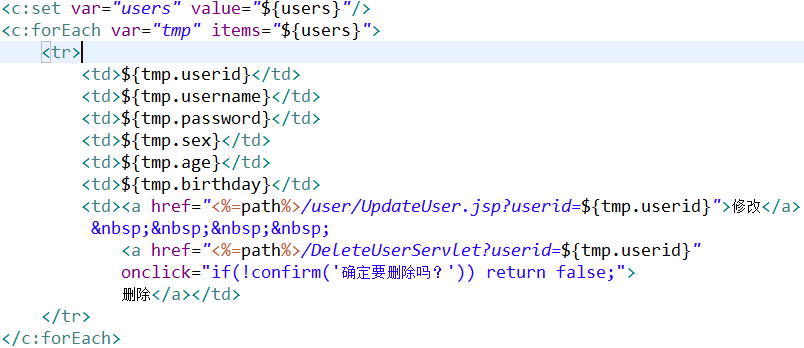 <c:set var="users" value="${users}"/>
<c:forEach var="tmp" items="${users}">
<tr>
<td>${tmp.userid}</td>
<td>${tmp.username}</td>
<td>${tmp.password}</td>
<td>${tmp.sex}</td>
<td>${tmp.age}</td>
<td>${tmp.birthday}</td>
<td><a href="<%=path%>/user/UpdateUser.jsp?userid=${tmp.userid}">修改</a>
&nbsp;&nbsp;&nbsp;&nbsp;
<a href="<%=path%>/DeleteUserServlet?userid=${tmp.userid}"
onclick="if(!confirm('确定要删除吗？')) return false;">
删除</a></td>
</tr>
</c:forEach>